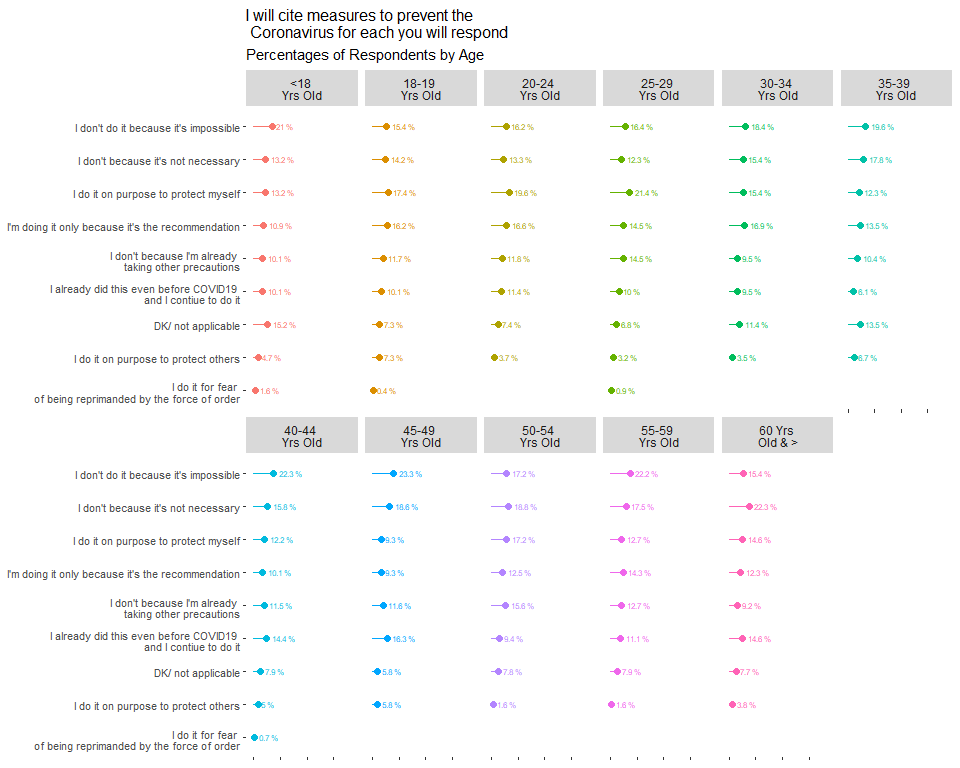 I will cite measures to prevent the
Coronavirus for each you will respond
Percentages of Respondents by Age
<18 18-19 20-24 25-29 30-34 35-39
Yrs Old Yrs Old Yrs Old Yrs Old Yrs Old Yrs Old
I don't do it because it's impossible 21 % 15.4 % 16.2 % 16.4 % 18.4 % 19.6 %
I don't because it's not necessary 13.2 % 14.2 % 13.3 % 12.3 % 15.4 % 17.8 %
I do it on purpose to protect myself 13.2 % 17.4 % 19.6 % 21.4 % 15.4 % 12.3 %
I'm doing it only because it's the recommendation 10.9 % 16.2 % 16.6 % 14.5 % 16.9 % 13.5 %
I don't because I'm already
taking other precautions 10.1 % 11.7 % 11.8 % 14.5 % 9.5 % 10.4 %
I already did this even before COVID19
and I contiue to do it 10.1 % 10.1 % 11.4 % 10 % 9.5 % 6.1 %
DK/ not applicable 15.2 % 7.3 % 7.4 % 6.6 % 11.4 % 13.5 %
I do it on purpose to protect others 4.7 % 7.3 % 3.7 % 3.2 % 3.5 % 6.7 %
I do it for fear
of being reprimanded by the force of order 1.6 % 0.4 % 0.9 %
40-44 45-49 50-54 55-59 60 Yrs
Yrs Old Yrs Old Yrs Old Yrs Old Old & >
I don't do it because it's impossible 22.3 % 23.3 % 17.2 % 22.2 % 15.4 %
I don't because it's not necessary 15.8 % 18.6 % 18.8 % 17.5 % 22.3 %
I do it on purpose to protect myself 12.2 % 9.3 % 17.2 % 12.7 % 14.6 %
I'm doing it only because it's the recommendation 10.1 % 9.3 % 12.5 % 14.3 % 12.3 %
I don't because I'm already
taking other precautions 11.5 % 11.6 % 15.6 % 12.7 % 9.2 %
I already did this even before COVID19
and I contiue to do it 14.4 % 16.3 % 9.4 % 11.1 % 14.6 %
DK/ not applicable 7.9 % 5.8 % 7.8 % 7.9 % 7.7 %
I do it on purpose to protect others 5 % 5.8 % 1.6 % 1.6 % 3.8 %
I do it for fear
of being reprimanded by the force of order 0.7 %